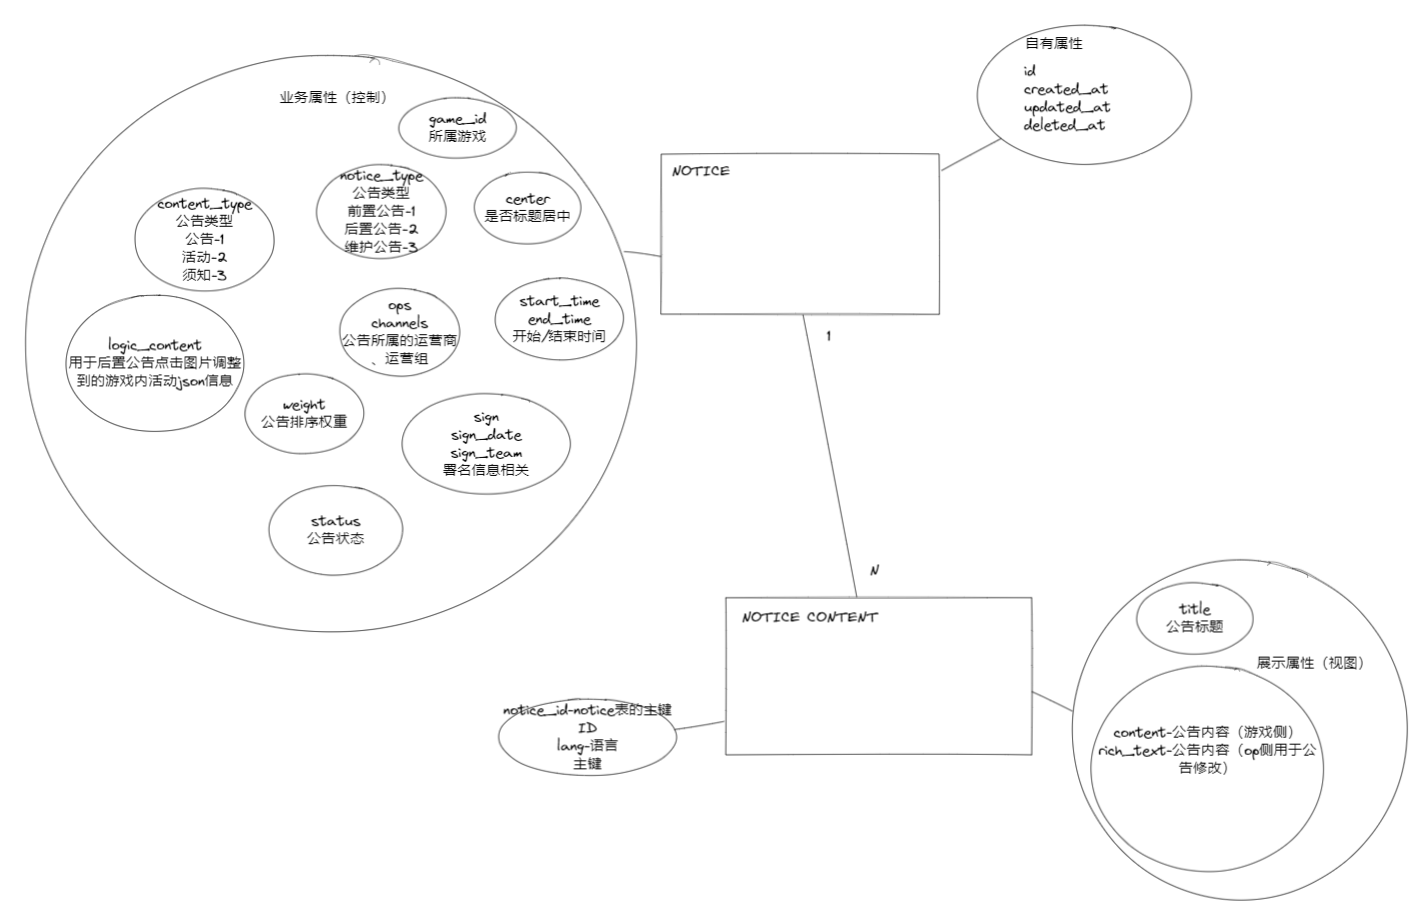 业务属性（控制）
game_id
所属游戏
notice_type
公告类型
前置公告-1
后置公告-2
维护公告-3
center
是否标题居中
content_type
公告类型
公告-1
活动-2
须知-3
ops
channels
公告所属的运营商
、运营组
start_time
end_time
开始/结束时间
logic_content
用于后置公告点击图片调整
到的游戏内活动json信息
weight
公告排序权重
sign
sign_date
sign_team
署名信息相关
status
公告状态
自有属性
id
created_at
updated_at
deleted_at
NOTICE
1
N
NOTICE CONTENT
notice_id-notice表的主键
ID
lang-语言
主键
title
公告标题
展示属性（视图）
content-公告内容（游戏侧）
rich_text-公告内容（op侧用于公
告修改）